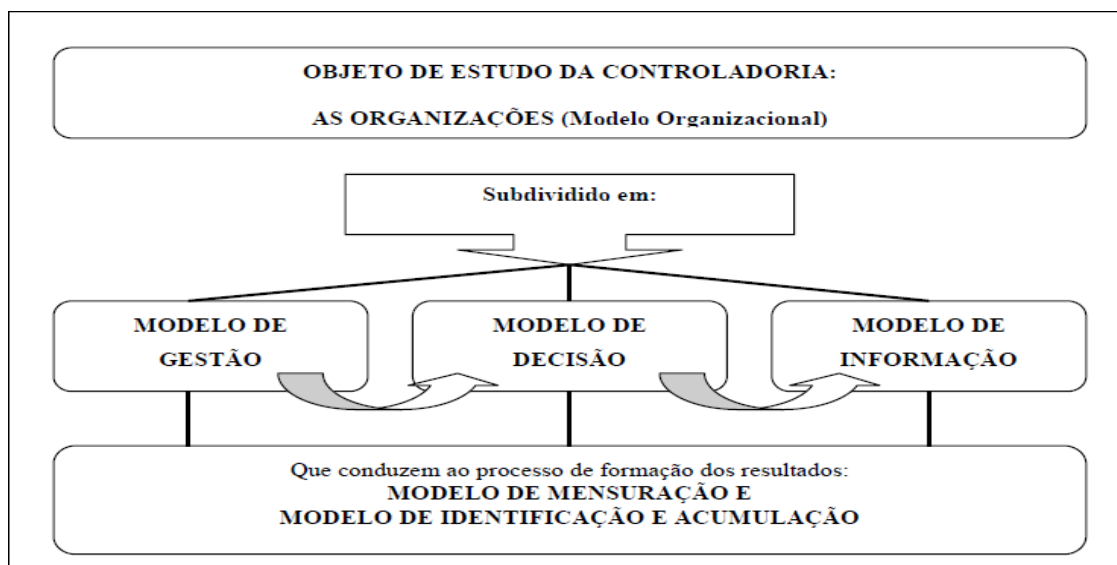 OBJETO DE ESTUDO DA CONTROLADORIA:
AS ORGANIZAÇÕES (Modelo Organizacional)
Subdividido em:
MODELO DE
GESTÃO
MODELO DE
DECISÃO
MODELO DE
INFORMAÇÃO
Que conduzem ao processo de formação dos resultados:
MODELO DE MENSURAÇÃO E
MODELO DE IDENTIFICAÇÃO E ACUMULAÇÃO